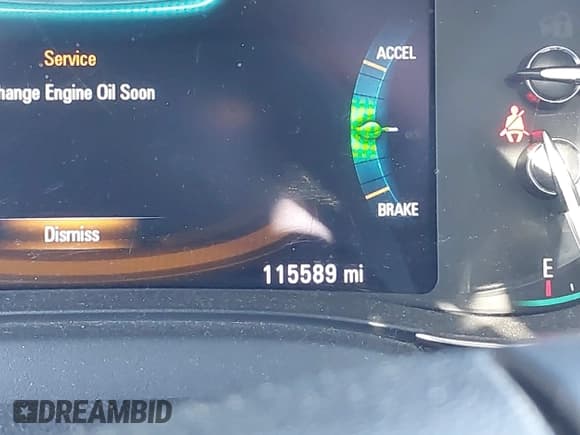 Service
ACCEL
hange Engine Oil Soon
BRAKE
Dismiss
115589 mi
E
DREAMBID